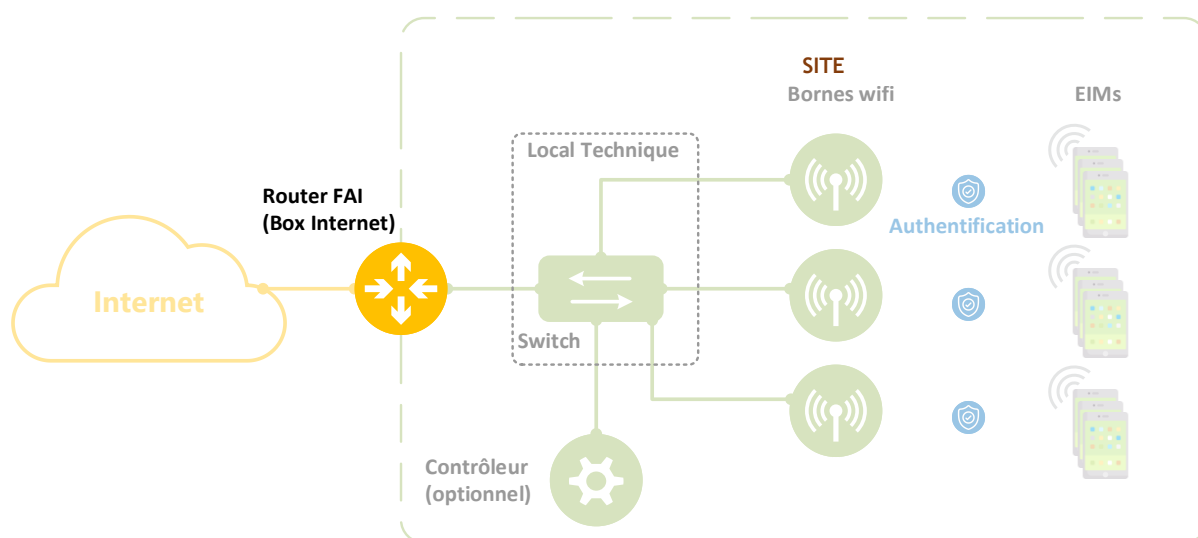 SITE
Bornes wifi
EIMs
Local Technique
Router FAI
(Box Internet)
Authentification
Internet
Switch
Contrôleur
(optionnel)